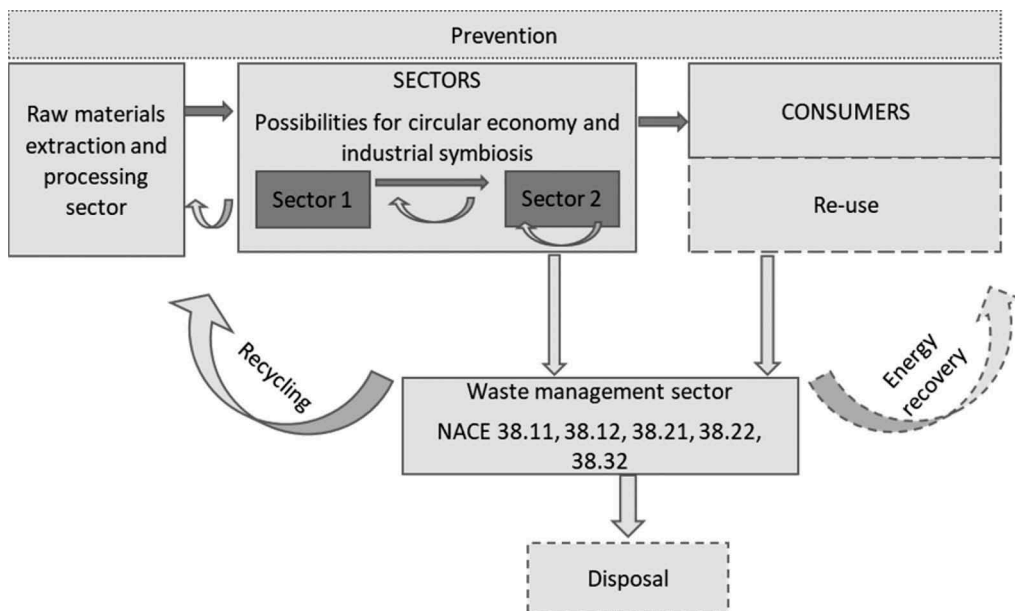 Prevention
Raw materials
extraction and
processing
sector
SECTORS
Possibilities for circular economy and
industrial symbiosis
Sector 1
Sector 2
CONSUMERS
Re-use
Recycling
Energy
recovery
Waste management sector
NACE 38.11, 38.12, 38.21, 38.22,
38.32
Disposal